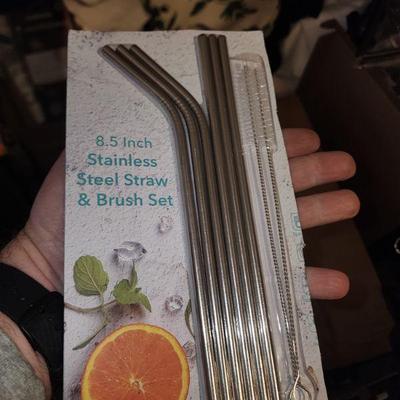 8.5 Inch
Stainless
Steel Straw
& Brush Set